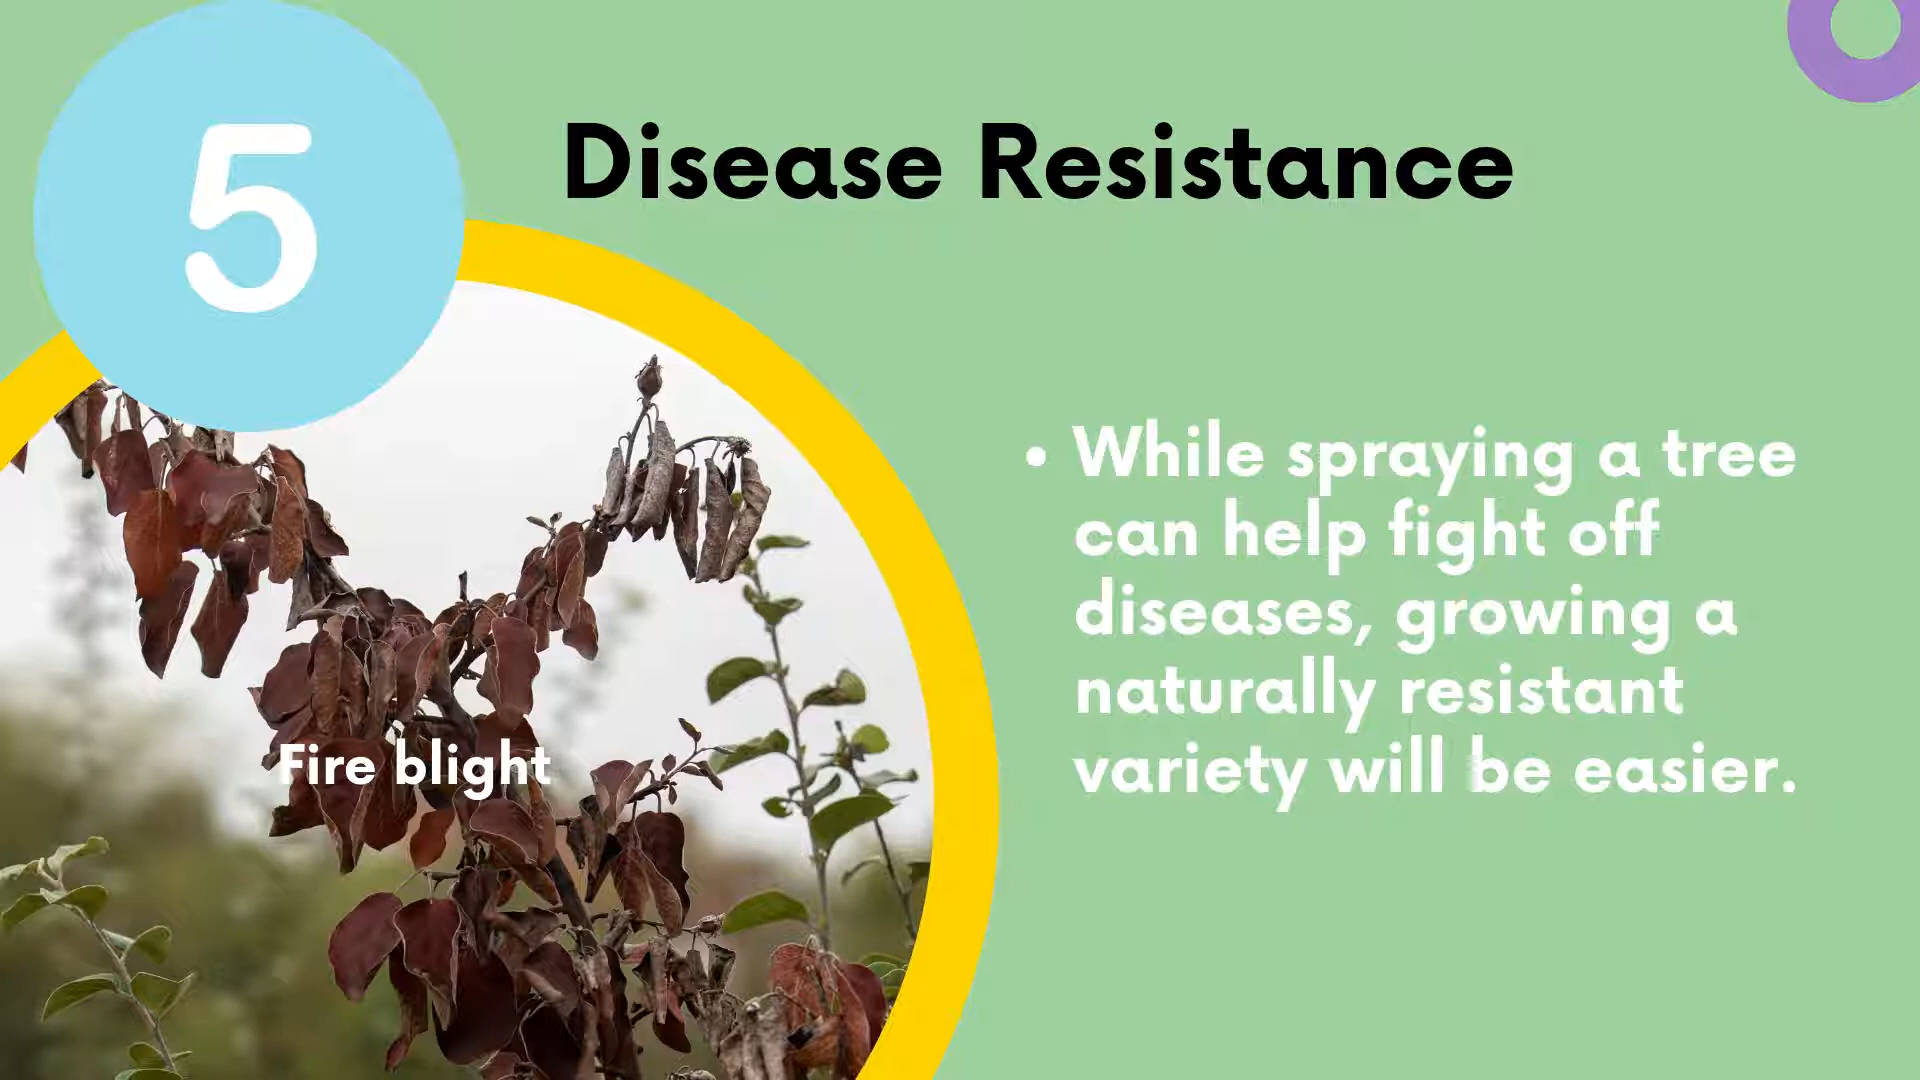 5
Disease Resistance
• While spraying a tree
can help fight off
diseases, growing a
naturally resistant
variety will be easier.
Fire blight